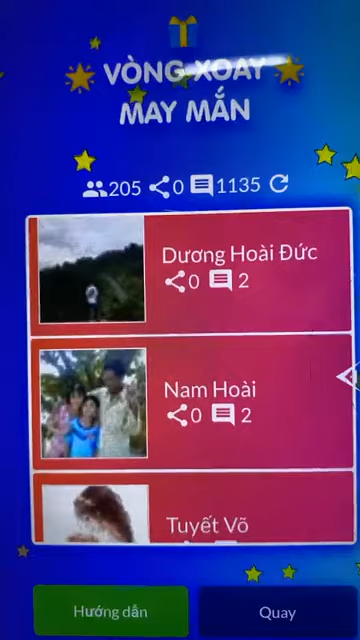 VÒNG XOAY
MAY MẮN
205 0 1135
Dương Hoài Đức
0 2
Nam Hoài
0 2
Tuyết Võ
Hướng dẫn
Quay